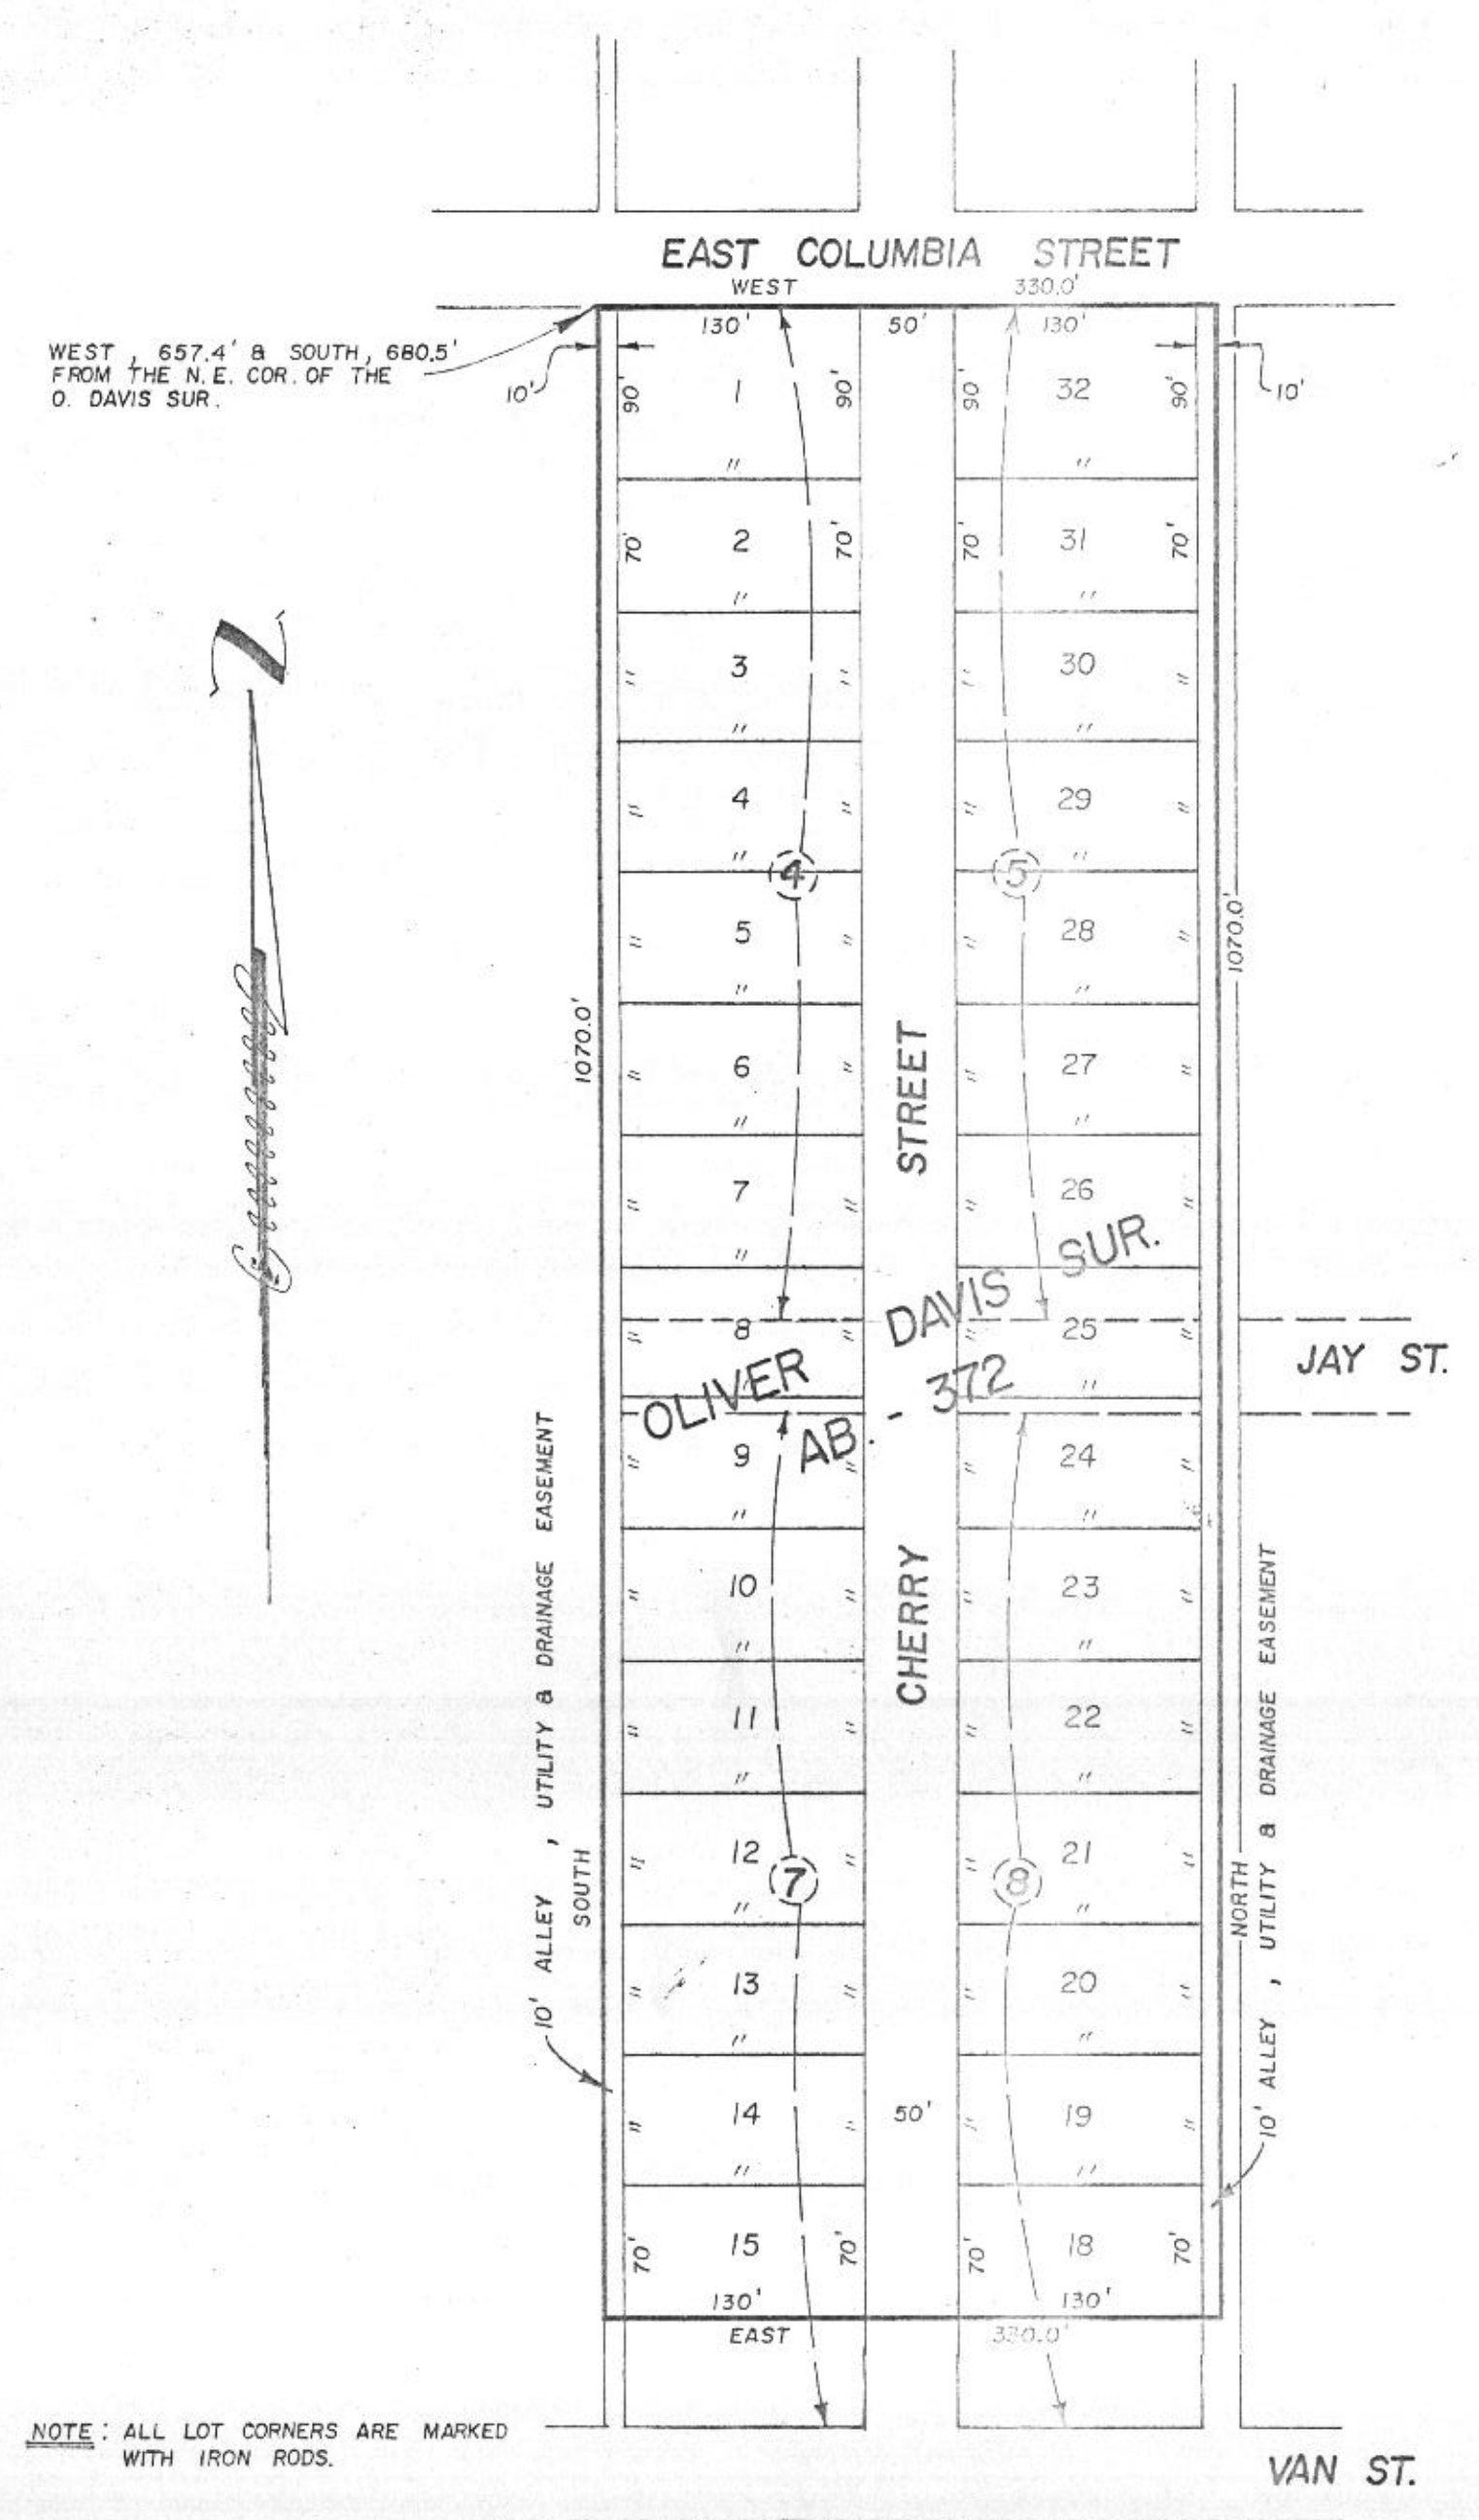 EAST COLUMBIA STREET
WEST 330.0'
130' 50' 130'
WEST, 657.4' & SOUTH, 680.5'
FROM THE N.E. COR. OF THE
O. DAVIS SUR.
10' 10'
90' 1 90' 90' 32 90'
" "
70' 2 70' 70' 31 70'
" "
" 3 " " 30 "
" "
" 4 " " 29 "
" "
4 5
" 5 " " 28 "
" "
1070.0' 1070.0'
" 6 " " 27 "
" "
STREET
" 7 " " 26 "
" "
" 8 " " 25 "
" "
OLIVER DAVIS SUR.
AB. - 372
JAY ST.
" 9 " " 24 "
" "
" 10 " " 23 "
" "
CHERRY
" 11 " " 22 "
" "
" 12 " " 21 "
7 8
" "
SOUTH NORTH
10' ALLEY, UTILITY & DRAINAGE EASEMENT
10' ALLEY, UTILITY & DRAINAGE EASEMENT
" 13 " " 20 "
" "
" 14 " 50' " 19 "
" "
70' 15 70' 70' 18 70'
130' 130'
EAST 330.0'
NOTE: ALL LOT CORNERS ARE MARKED
WITH IRON RODS.
VAN ST.